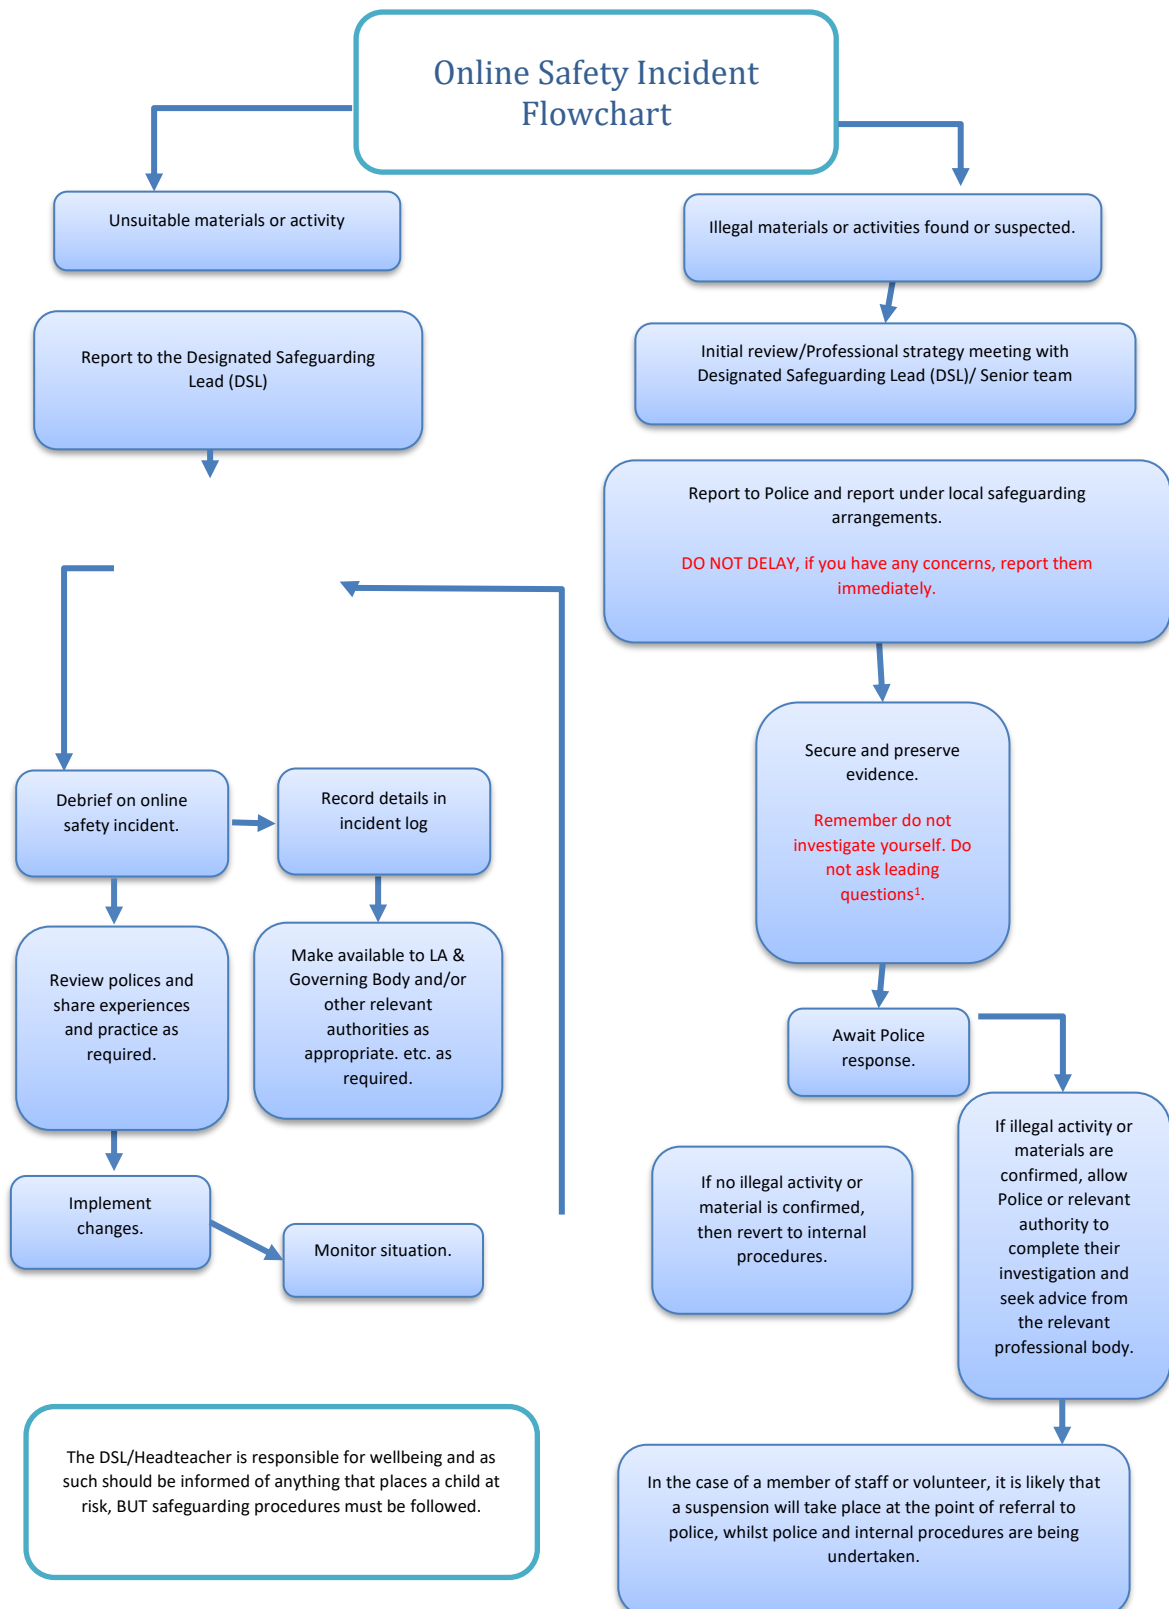 Online Safety Incident
Flowchart
Unsuitable materials or activity
Report to the Designated Safeguarding
Lead (DSL)
Debrief on online
safety incident.
Record details in
incident log
Review polices and
share experiences
and practice as
required.
Make available to LA &
Governing Body and/or
other relevant
authorities as
appropriate. etc. as
required.
Implement
changes.
Monitor situation.
The DSL/Headteacher is responsible for wellbeing and as
such should be informed of anything that places a child at
risk, BUT safeguarding procedures must be followed.
Illegal materials or activities found or suspected.
Initial review/Professional strategy meeting with
Designated Safeguarding Lead (DSL)/ Senior team
Report to Police and report under local safeguarding
arrangements.
DO NOT DELAY, if you have any concerns, report them
immediately.
Secure and preserve
evidence.
Remember do not
investigate yourself. Do
not ask leading
questions¹.
Await Police
response.
If no illegal activity or
material is confirmed,
then revert to internal
procedures.
If illegal activity or
materials are
confirmed, allow
Police or relevant
authority to
complete their
investigation and
seek advice from
the relevant
professional body.
In the case of a member of staff or volunteer, it is likely that
a suspension will take place at the point of referral to
police, whilst police and internal procedures are being
undertaken.